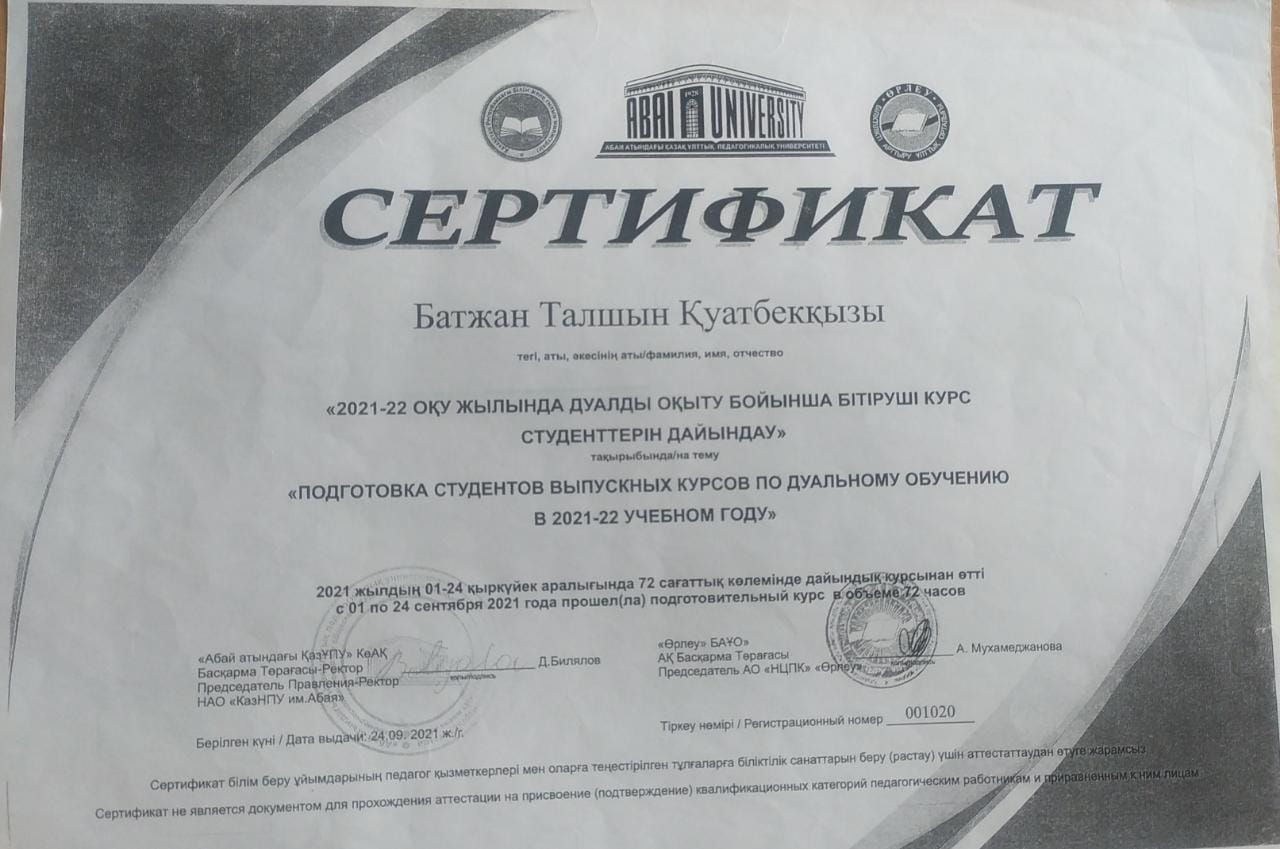 ABAI UNIVERSITY
1928
АБАЙ АТЫНДАҒЫ ҚАЗАҚ ҰЛТТЫҚ ПЕДАГОГИКАЛЫҚ УНИВЕРСИТЕТІ
ӨРЛЕУ
СЕРТИФИКАТ
Батжан Талшын Қуатбекқызы
тегі, аты, әкесінің аты/фамилия, имя, отчество
«2021-22 ОҚУ ЖЫЛЫНДА ДУАЛДЫ ОҚЫТУ БОЙЫНША БІТІРУШІ КУРС
СТУДЕНТТЕРІН ДАЙЫНДАУ»
тақырыбында/на тему
«ПОДГОТОВКА СТУДЕНТОВ ВЫПУСКНЫХ КУРСОВ ПО ДУАЛЬНОМУ ОБУЧЕНИЮ
В 2021-22 УЧЕБНОМ ГОДУ»
2021 жылдың 01-24 қыркүйек аралығында 72 сағаттық көлемінде дайындық курсынан өтті
с 01 по 24 сентября 2021 года прошел(ла) подготовительный курс в объеме 72 часов
«Абай атындағы ҚазҰПУ» КеАҚ
Басқарма Төрағасы-Ректор
Председатель Правления-Ректор
НАО «КазНПУ им.Абая»
Д.Билялов
қолы/подпись
«Өрлеу» БАҰО»
АҚ Басқарма Төрағасы
Председатель АО «НЦПК» «Өрлеу»
А. Мухамеджанова
қолы/подпись
Тіркеу нөмірі / Регистрационный номер 001020
Берілген күні / Дата выдачи: 24.09. 2021 ж./г.
Сертификат білім беру ұйымдарының педагог қызметкерлері мен оларға теңестірілген тұлғаларға біліктілік санаттарын беру (растау) үшін аттестаттаудан өтуге жарамсыз
Сертификат не является документом для прохождения аттестации на присвоение (подтверждение) квалификационных категорий педагогическим работникам и приравненным к ним лицам